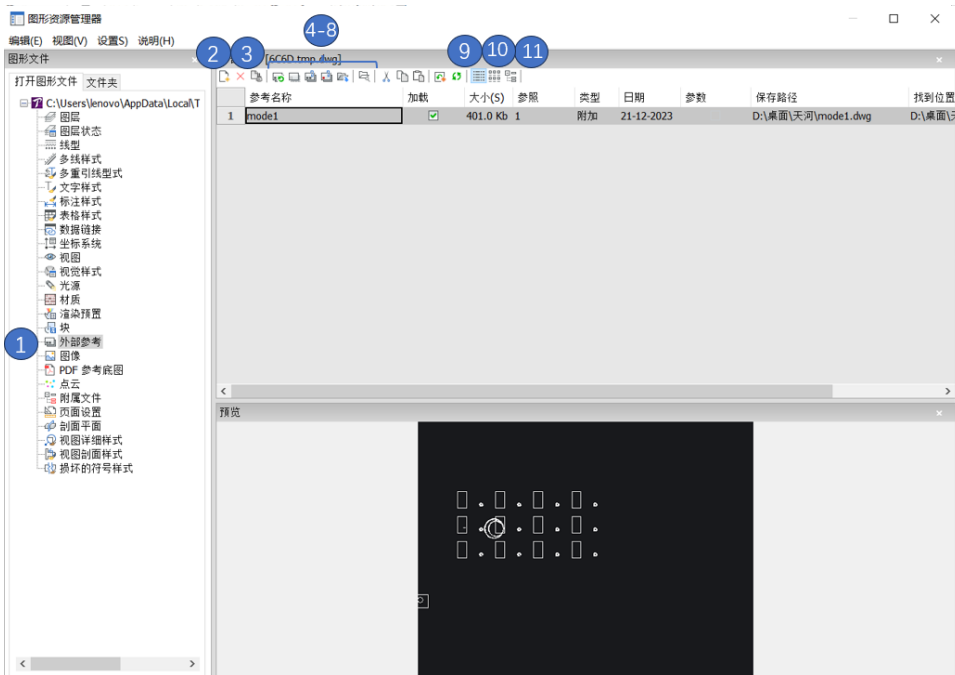 图形资源管理器
4-8
编辑(E) 视图(V) 设置(S) 说明(H)
2 3 9 10 11
图形文件
[6C6D.tmp.dwg]
打开图形文件 文件夹
参考名称 加载 大小(S) 参照 类型 日期 参数 保存路径 找到位置
1 mode1 401.0 Kb 1 附加 21-12-2023 D:\桌面\天河\mode1.dwg D:\桌面\
C:\Users\lenovo\AppData\Local\T
图层
图层状态
线型
多线样式
多重引线型式
文字样式
标注样式
表格样式
数据链接
坐标系统
视图
视觉样式
光源
材质
渲染预置
块
1
外部参考
图像
PDF 参考底图
点云
附属文件
页面设置
剖面平面
视图详细样式
视图剖面样式
损坏的符号样式
预览